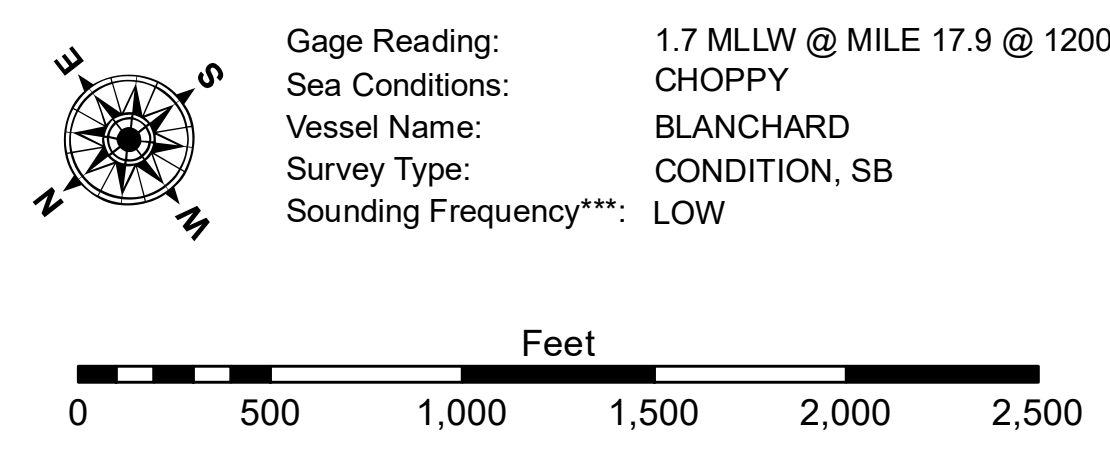 E
S
N
W
Gage Reading: 1.7 MLLW @ MILE 17.9 @ 1200
Sea Conditions: CHOPPY
Vessel Name: BLANCHARD
Survey Type: CONDITION, SB
Sounding Frequency***: LOW
Feet
0 500 1,000 1,500 2,000 2,500